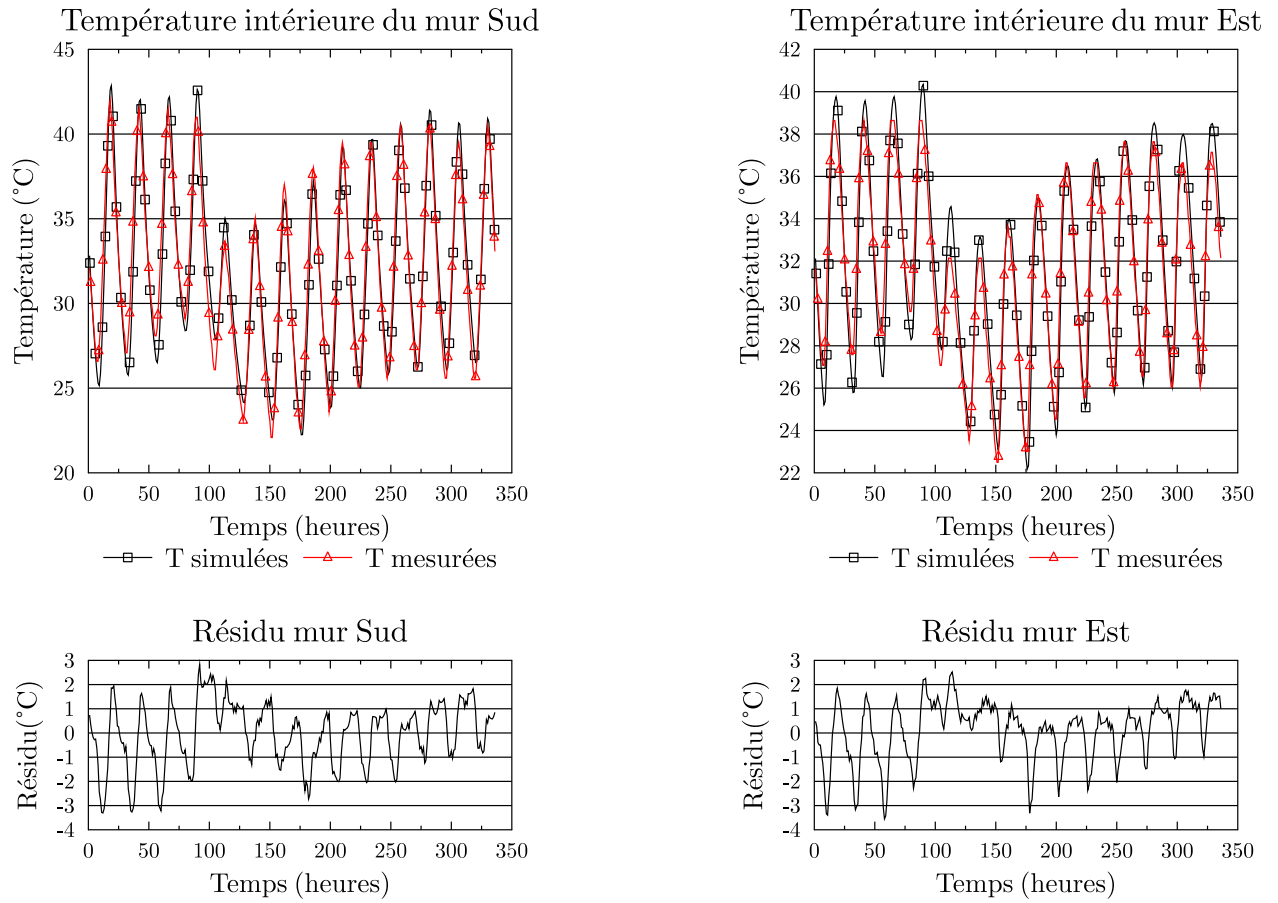 Température intérieure du mur Sud
45
40
35
30
25
20
Température (°C)
0 50 100 150 200 250 300 350
Temps (heures)
T simulées T mesurées
Température intérieure du mur Est
42
40
38
36
34
32
30
28
26
24
22
Température (°C)
0 50 100 150 200 250 300 350
Temps (heures)
T simulées T mesurées
Résidu mur Sud
3
2
1
0
-1
-2
-3
-4
Résidu(°C)
0 50 100 150 200 250 300 350
Temps (heures)
Résidu mur Est
3
2
1
0
-1
-2
-3
-4
Résidu(°C)
0 50 100 150 200 250 300 350
Temps (heures)